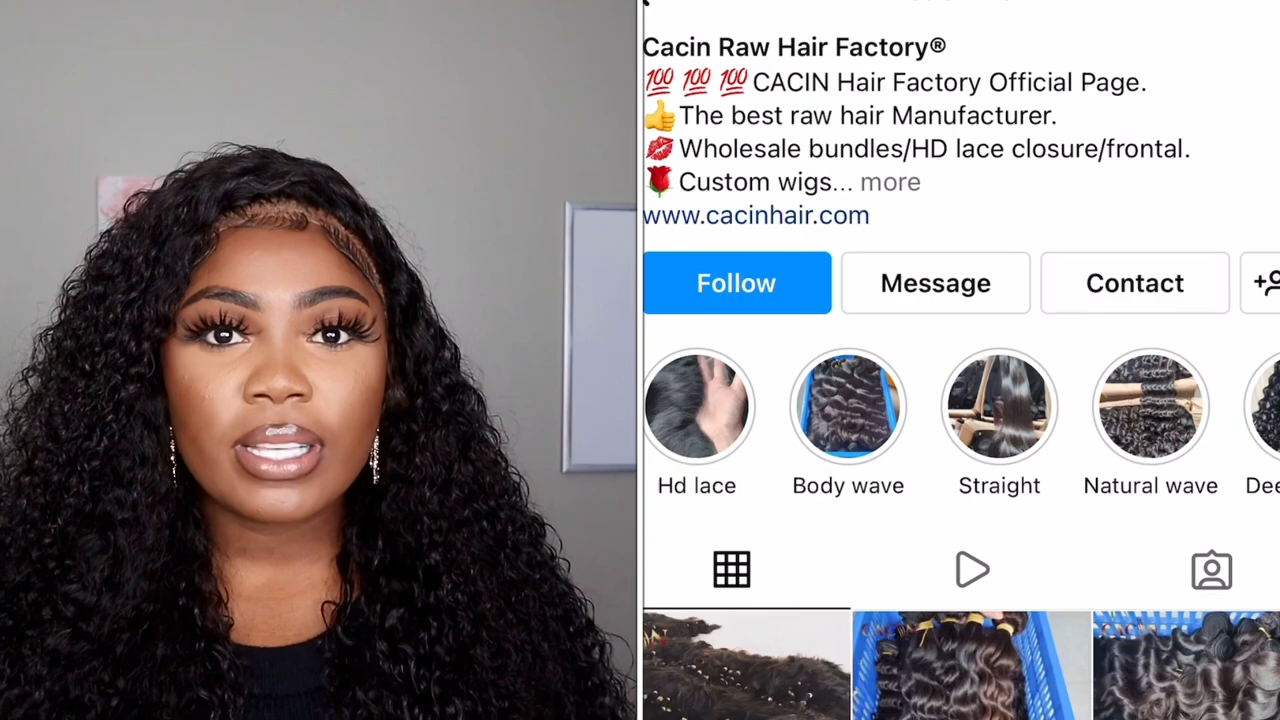 Cacin Raw Hair Factory®
💯 💯 💯 CACIN Hair Factory Official Page.
👍The best raw hair Manufacturer.
💋Wholesale bundles/HD lace closure/frontal.
🌹Custom wigs... more
www.cacinhair.com
Follow Message Contact
Hd lace Body wave Straight Natural wave Dee